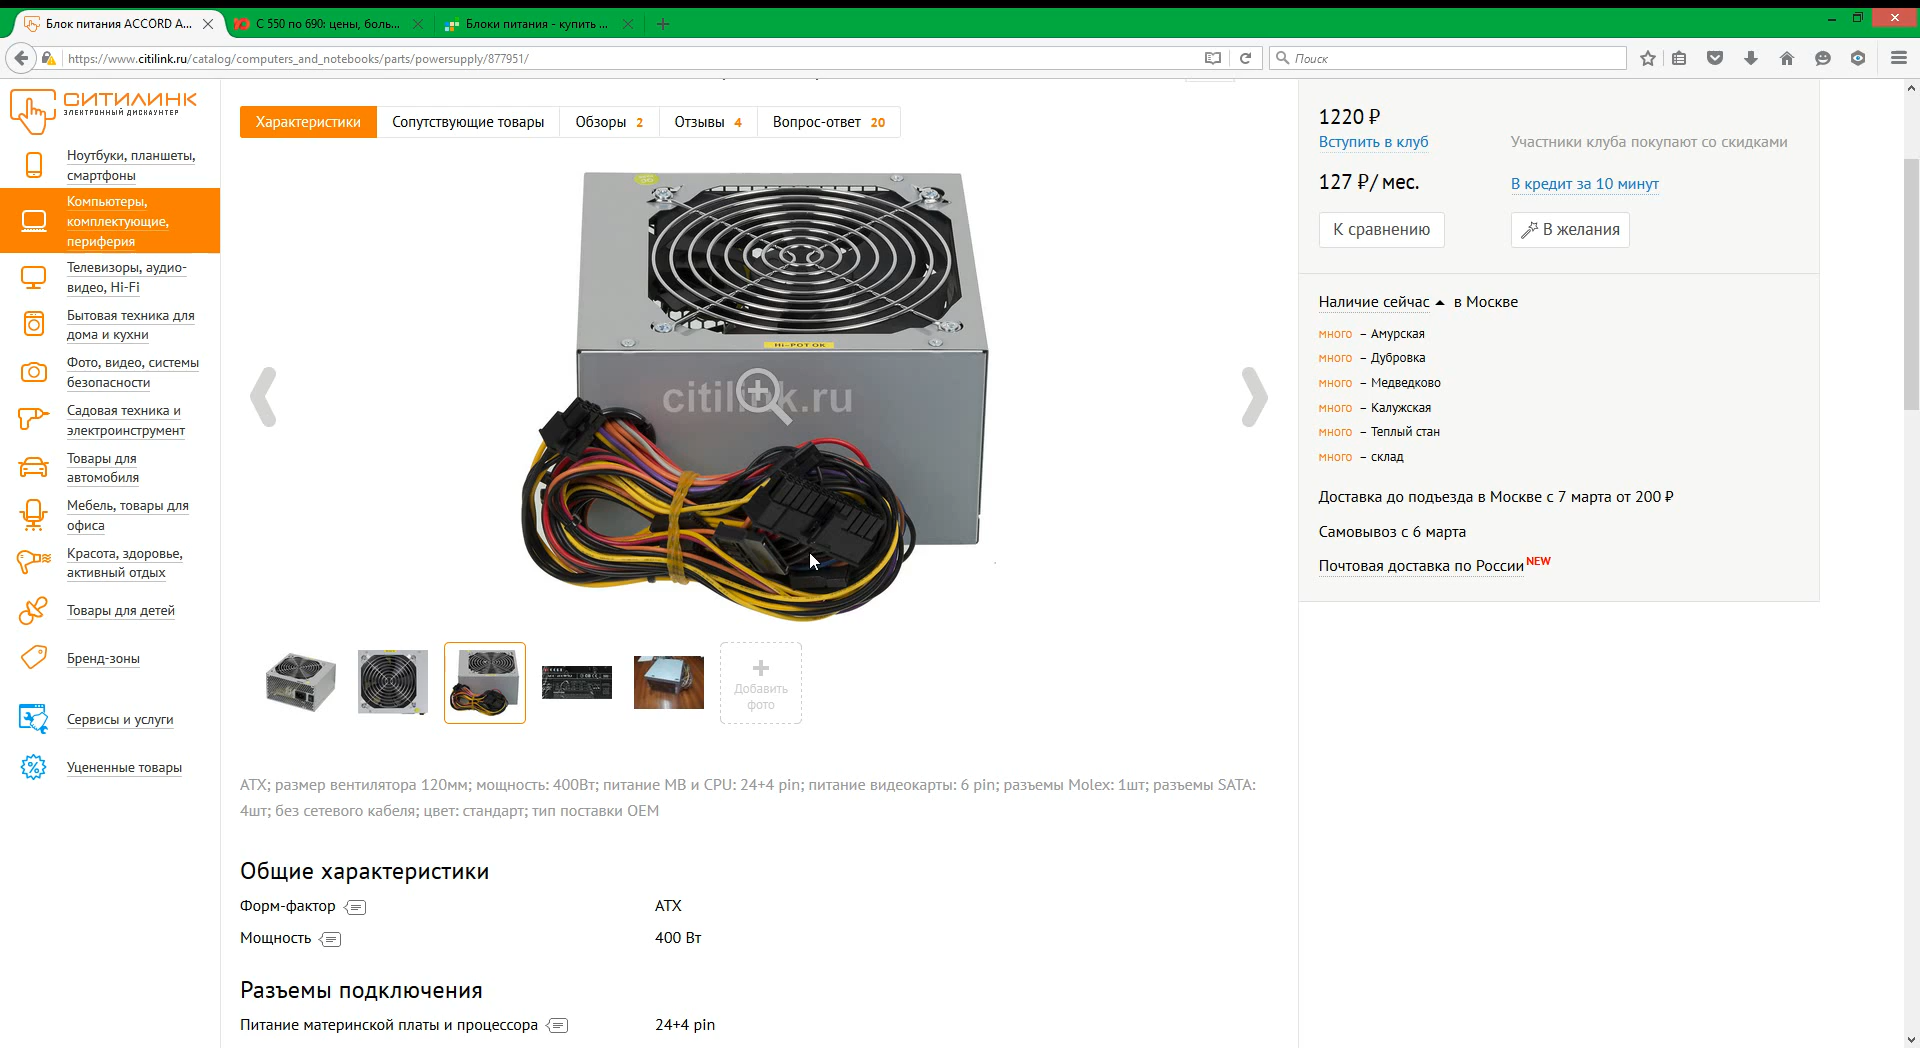 Блок питания ACCORD A...
С 550 по 690: цены, боль...
Блоки питания - купить ...
https://www.citilink.ru/catalog/computers_and_notebooks/parts/powersupply/877951/
Поиск
СИТИЛИНК
ЭЛЕКТРОННЫЙ ДИСКАУНТЕР
Ноутбуки, планшеты,
смартфоны
Компьютеры,
комплектующие,
периферия
Телевизоры, аудио-
видео, Hi-Fi
Бытовая техника для
дома и кухни
Фото, видео, системы
безопасности
Садовая техника и
электроинструмент
Товары для
автомобиля
Мебель, товары для
офиса
Красота, здоровье,
активный отдых
Товары для детей
Бренд-зоны
Сервисы и услуги
Уцененные товары
Характеристики
Сопутствующие товары
Обзоры 2
Отзывы 4
Вопрос-ответ 20
Hi-POT OK
citilink.ru
Добавить
фото
ATX; размер вентилятора 120мм; мощность: 400Вт; питание MB и CPU: 24+4 pin; питание видеокарты: 6 pin; разъемы Molex: 1шт; разъемы SATA:
4шт; без сетевого кабеля; цвет: стандарт; тип поставки OEM
Общие характеристики
Форм-фактор ATX
Мощность 400 Вт
Разъемы подключения
Питание материнской платы и процессора 24+4 pin
1220 ₽
Вступить в клуб
Участники клуба покупают со скидками
127 ₽/ мес.
В кредит за 10 минут
К сравнению
В желания
Наличие сейчас в Москве
много – Амурская
много – Дубровка
много – Медведково
много – Калужская
много – Теплый стан
много – склад
Доставка до подъезда в Москве с 7 марта от 200 ₽
Самовывоз с 6 марта
Почтовая доставка по России NEW